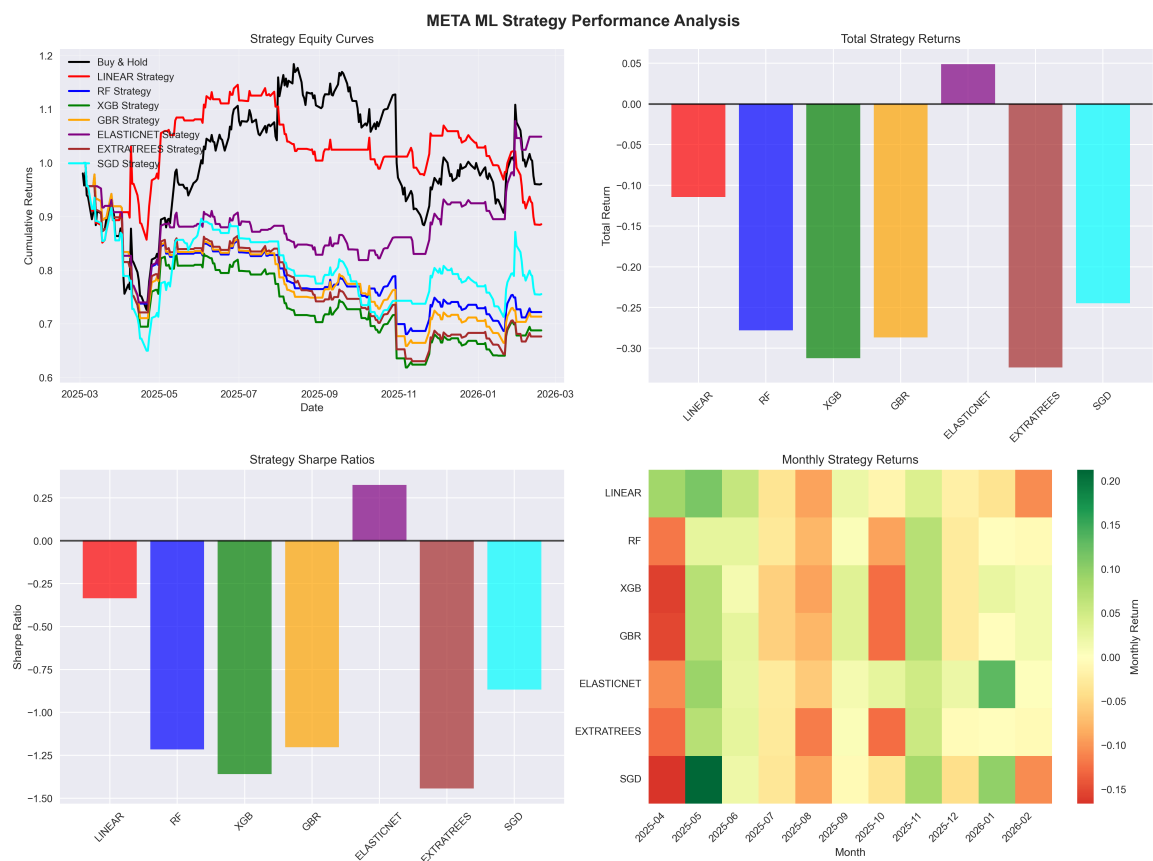 META ML Strategy Performance Analysis
Strategy Equity Curves
Cumulative Returns
1.2
1.1
1.0
0.9
0.8
0.7
0.6
Buy & Hold
LINEAR Strategy
RF Strategy
XGB Strategy
GBR Strategy
ELASTICNET Strategy
EXTRATREES Strategy
SGD Strategy
2025-03
2025-05
2025-07
2025-09
2025-11
2026-01
2026-03
Date
Total Strategy Returns
Total Return
0.05
0.00
−0.05
−0.10
−0.15
−0.20
−0.25
−0.30
LINEAR
RF
XGB
GBR
ELASTICNET
EXTRATREES
SGD
Strategy Sharpe Ratios
Sharpe Ratio
0.25
0.00
−0.25
−0.50
−0.75
−1.00
−1.25
−1.50
LINEAR
RF
XGB
GBR
ELASTICNET
EXTRATREES
SGD
Monthly Strategy Returns
LINEAR
RF
XGB
GBR
ELASTICNET
EXTRATREES
SGD
2025-04
2025-05
2025-06
2025-07
2025-08
2025-09
2025-10
2025-11
2025-12
2026-01
2026-02
Month
0.20
0.15
0.10
0.05
0.00
−0.05
−0.10
−0.15
Monthly Return